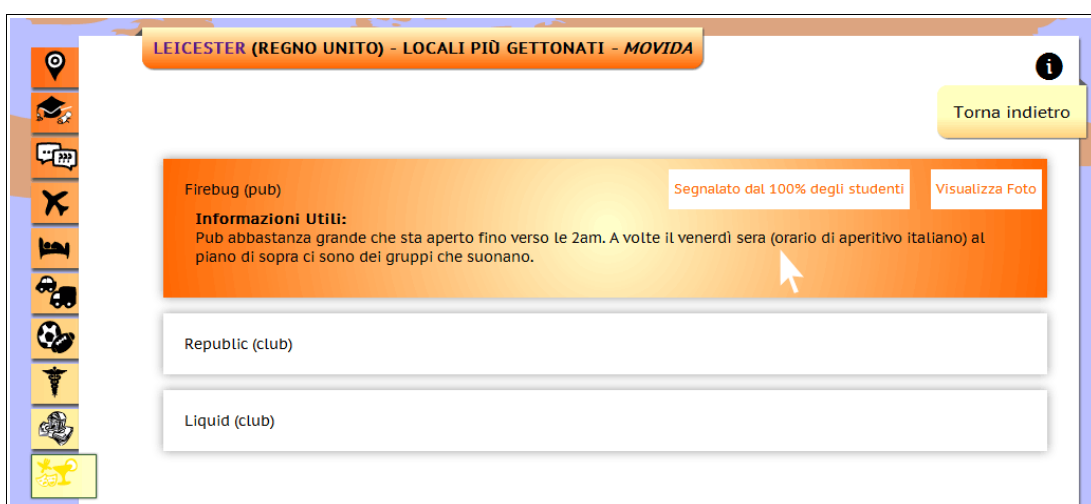 LEICESTER (REGNO UNITO) - LOCALI PIÙ GETTONATI - MOVIDA
i
Torna indietro
Firebug (pub)
Segnalato dal 100% degli studenti
Visualizza Foto
Informazioni Utili:
Pub abbastanza grande che sta aperto fino verso le 2am. A volte il venerdì sera (orario di aperitivo italiano) al
piano di sopra ci sono dei gruppi che suonano.
Republic (club)
Liquid (club)